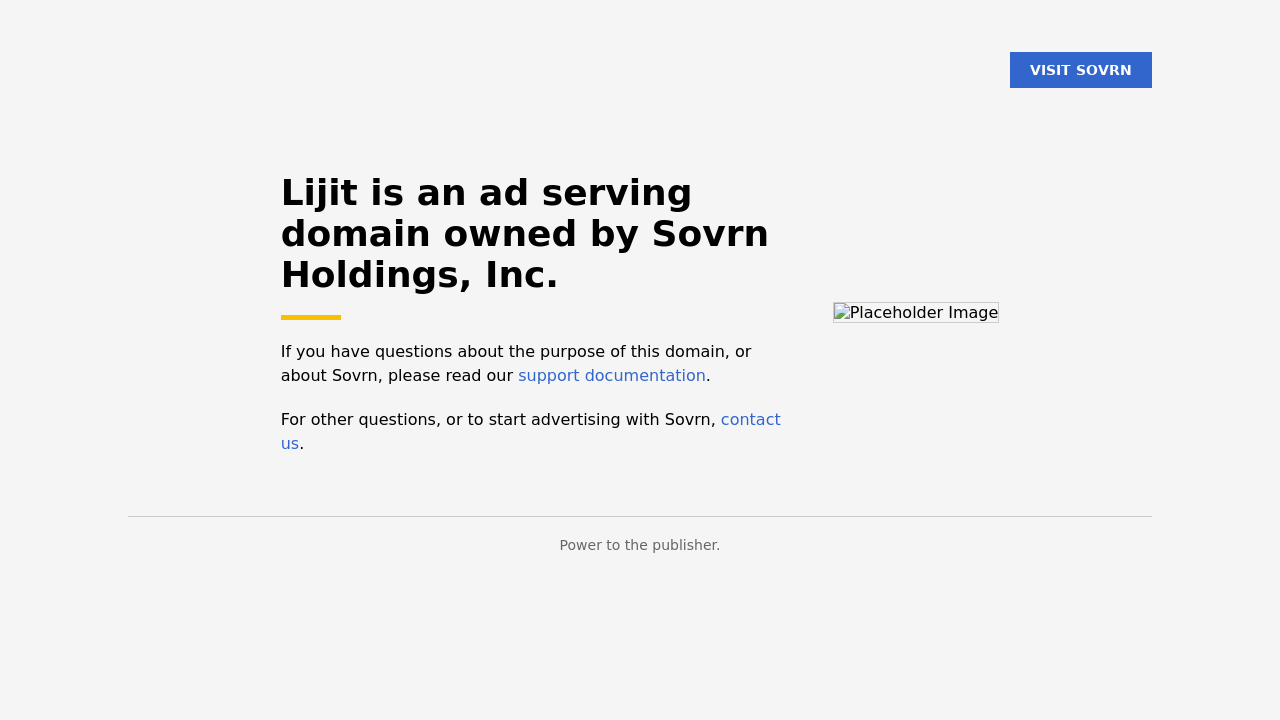 VISIT SOVRN
Lijit is an ad serving
domain owned by Sovrn
Holdings, Inc.
Placeholder Image
If you have questions about the purpose of this domain, or
about Sovrn, please read our support documentation.
For other questions, or to start advertising with Sovrn, contact
us.
Power to the publisher.